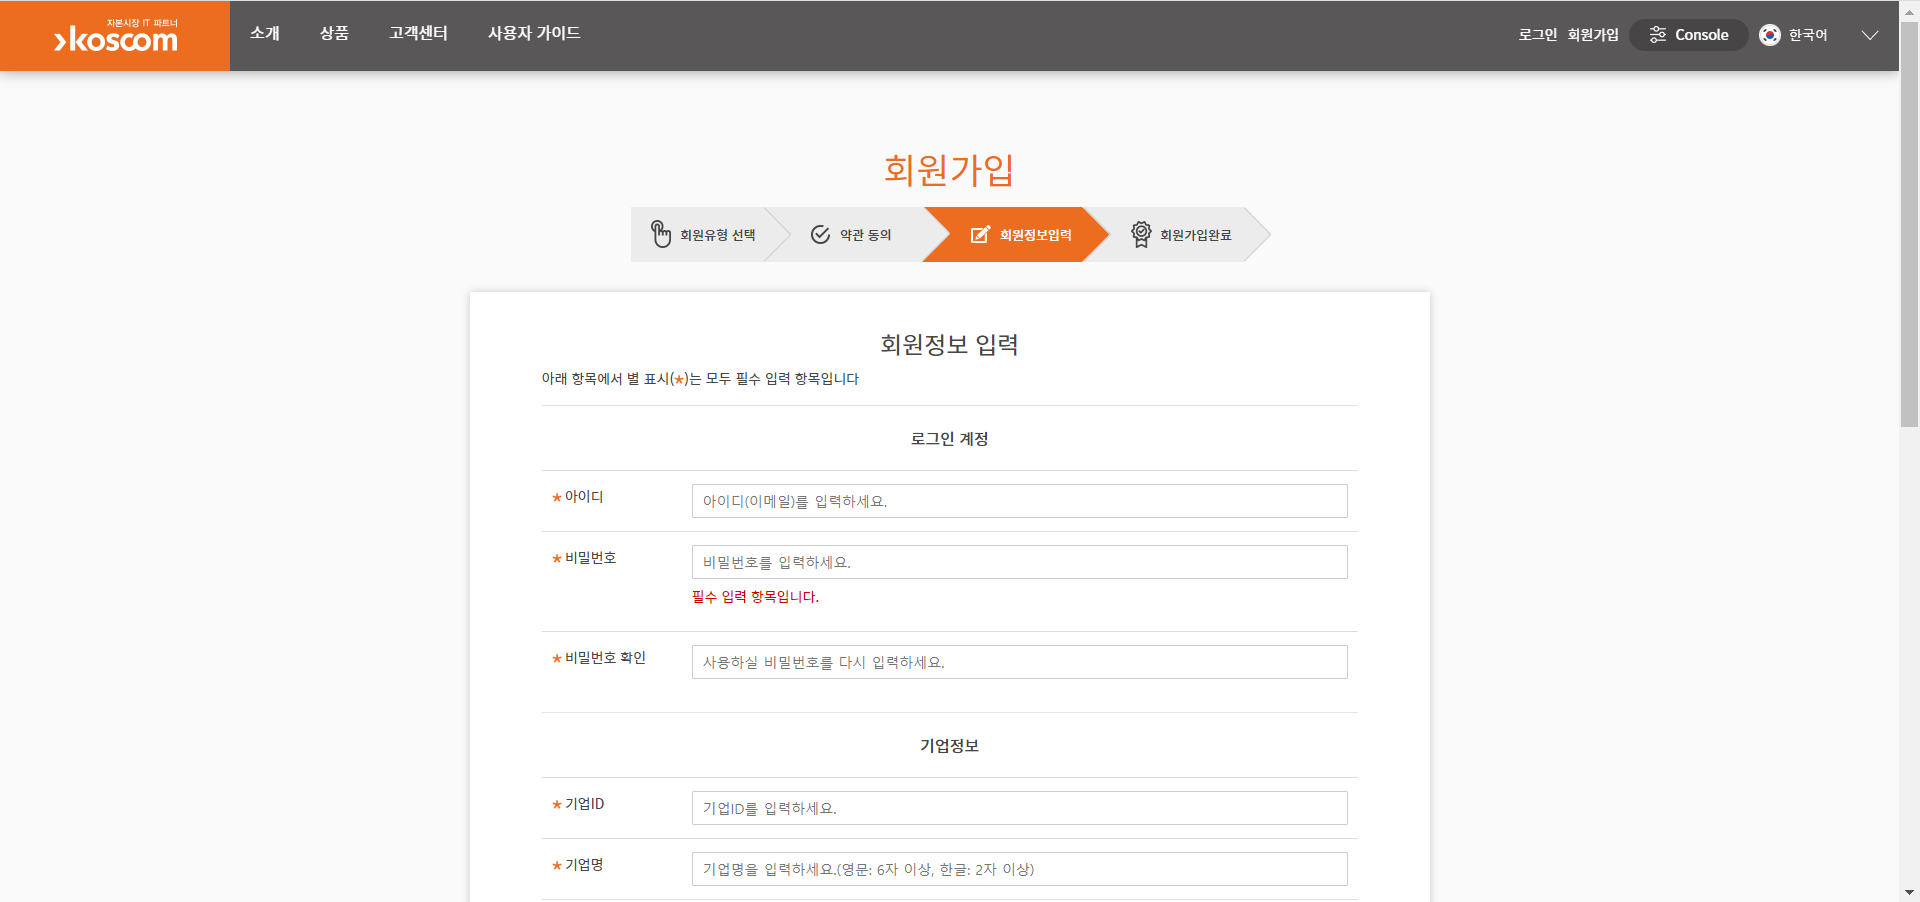 자본시장 IT 파트너
koscom
소개 상품 고객센터 사용자 가이드
로그인 회원가입 Console 한국어
회원가입
회원유형 선택 약관 동의 회원정보입력 회원가입완료
회원정보 입력
아래 항목에서 별 표시(*)는 모두 필수 입력 항목입니다
로그인 계정
* 아이디 아이디(이메일)를 입력하세요.
* 비밀번호 비밀번호를 입력하세요.
필수 입력 항목입니다.
* 비밀번호 확인 사용하실 비밀번호를 다시 입력하세요.
기업정보
* 기업ID 기업ID를 입력하세요.
* 기업명 기업명을 입력하세요.(영문: 6자 이상, 한글: 2자 이상)